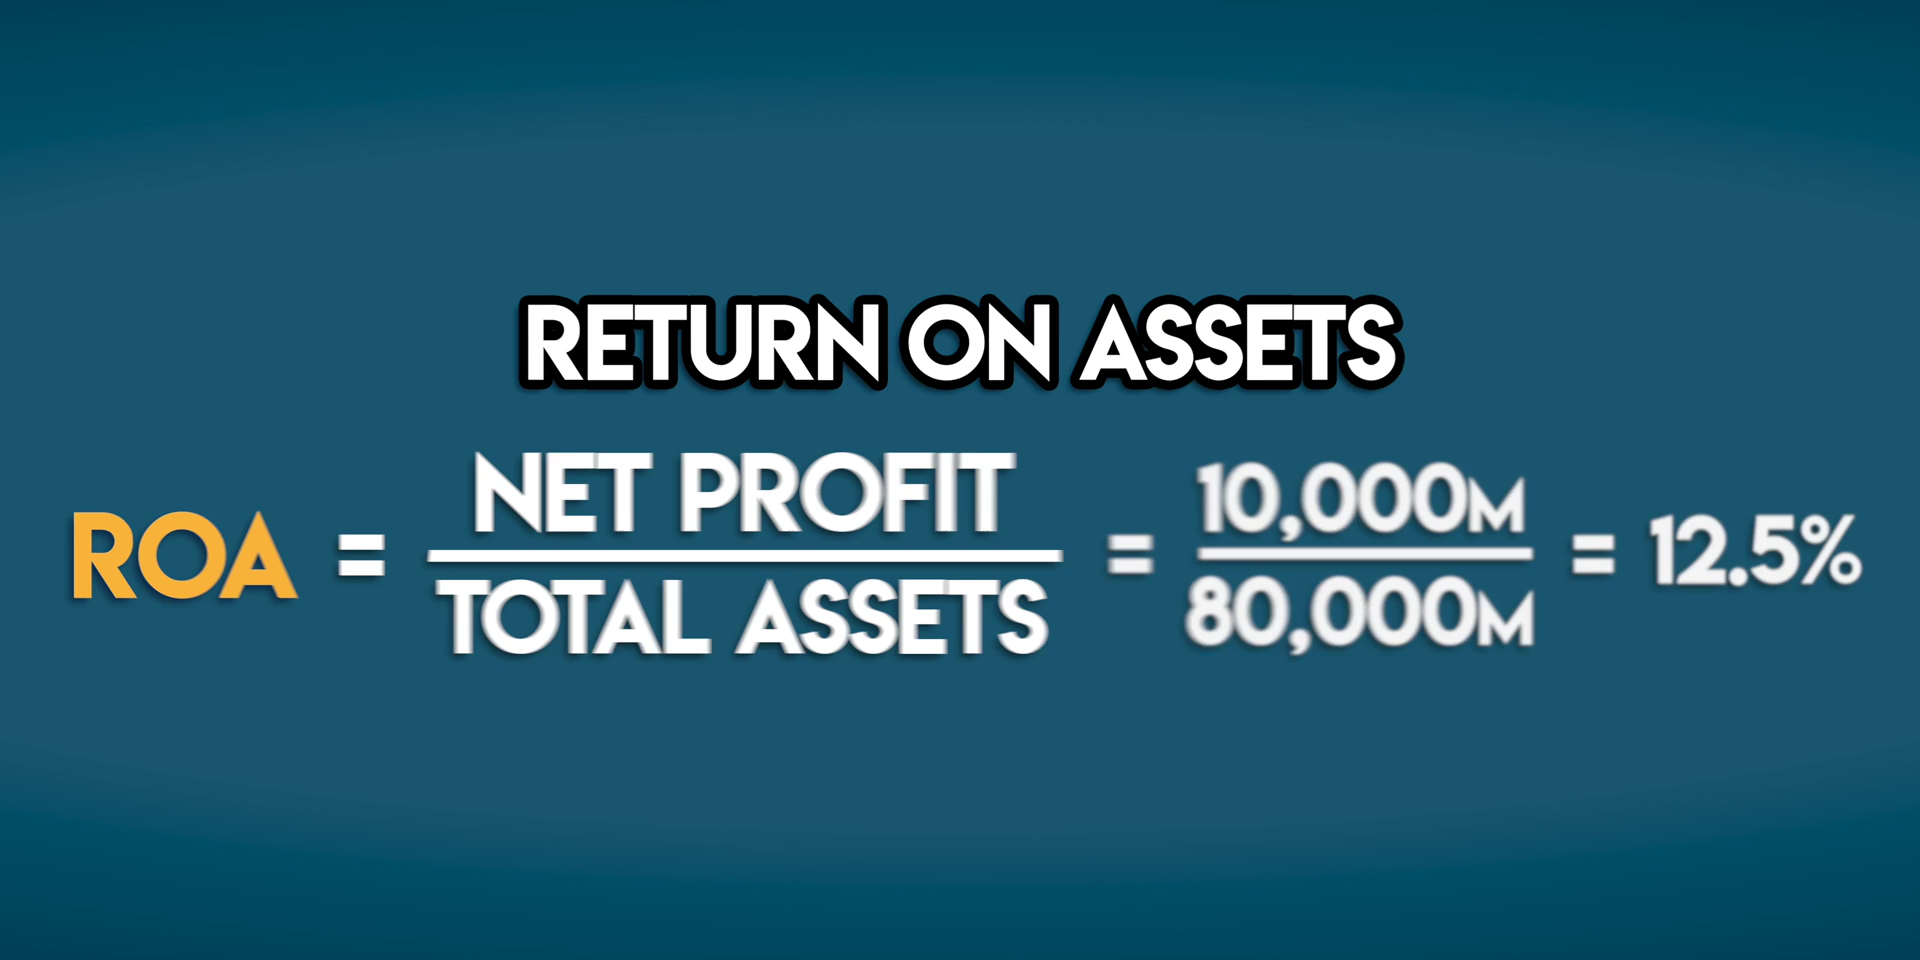 RETURN ON ASSETS
ROA = NET PROFIT / TOTAL ASSETS = 10,000M / 80,000M = 12.5%